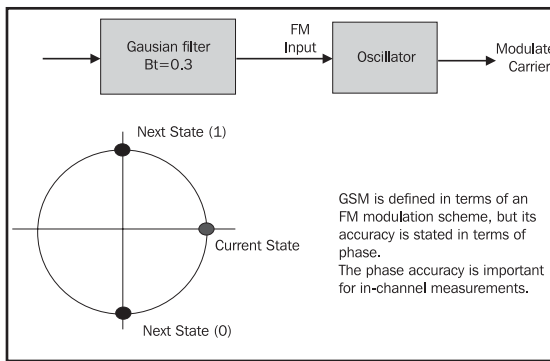 FM
Input
Gausian filter
Bt=0.3
Oscillator
Modulate
Carrier
Next State (1)
Current State
Next State (0)
GSM is defined in terms of an
FM modulation scheme, but its
accuracy is stated in terms of
phase.
The phase accuracy is important
for in-channel measurements.